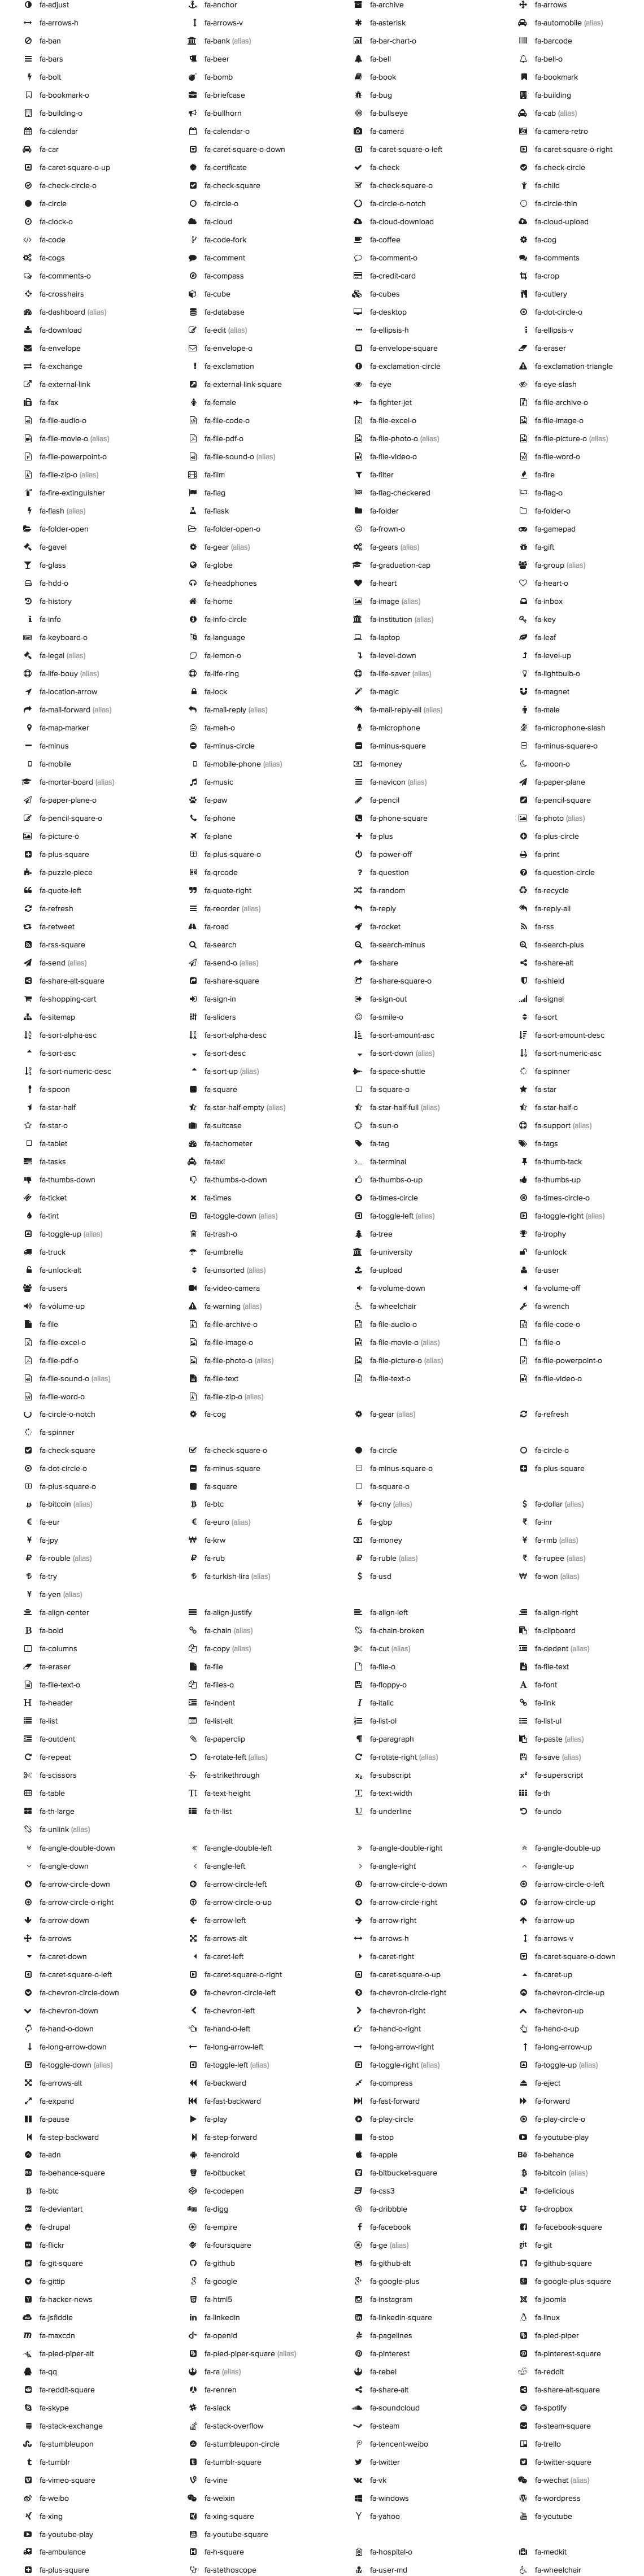 fa-adjust fa-anchor fa-archive fa-arrows
fa-arrows-h fa-arrows-v fa-asterisk fa-automobile (alias)
fa-ban fa-bank (alias) fa-bar-chart-o fa-barcode
fa-bars fa-beer fa-bell fa-bell-o
fa-bolt fa-bomb fa-book fa-bookmark
fa-bookmark-o fa-briefcase fa-bug fa-building
fa-building-o fa-bullhorn fa-bullseye fa-cab (alias)
fa-calendar fa-calendar-o fa-camera fa-camera-retro
fa-car fa-caret-square-o-down fa-caret-square-o-left fa-caret-square-o-right
fa-caret-square-o-up fa-certificate fa-check fa-check-circle
fa-check-circle-o fa-check-square fa-check-square-o fa-child
fa-circle fa-circle-o fa-circle-o-notch fa-circle-thin
fa-clock-o fa-cloud fa-cloud-download fa-cloud-upload
fa-code fa-code-fork fa-coffee fa-cog
fa-cogs fa-comment fa-comment-o fa-comments
fa-comments-o fa-compass fa-credit-card fa-crop
fa-crosshairs fa-cube fa-cubes fa-cutlery
fa-dashboard (alias) fa-database fa-desktop fa-dot-circle-o
fa-download fa-edit (alias) fa-ellipsis-h fa-ellipsis-v
fa-envelope fa-envelope-o fa-envelope-square fa-eraser
fa-exchange fa-exclamation fa-exclamation-circle fa-exclamation-triangle
fa-external-link fa-external-link-square fa-eye fa-eye-slash
fa-fax fa-female fa-fighter-jet fa-file-archive-o
fa-file-audio-o fa-file-code-o fa-file-excel-o fa-file-image-o
fa-file-movie-o (alias) fa-file-pdf-o fa-file-photo-o (alias) fa-file-picture-o (alias)
fa-file-powerpoint-o fa-file-sound-o (alias) fa-file-video-o fa-file-word-o
fa-file-zip-o (alias) fa-film fa-filter fa-fire
fa-fire-extinguisher fa-flag fa-flag-checkered fa-flag-o
fa-flash (alias) fa-flask fa-folder fa-folder-o
fa-folder-open fa-folder-open-o fa-frown-o fa-gamepad
fa-gavel fa-gear (alias) fa-gears (alias) fa-gift
fa-glass fa-globe fa-graduation-cap fa-group (alias)
fa-hdd-o fa-headphones fa-heart fa-heart-o
fa-history fa-home fa-image (alias) fa-inbox
fa-info fa-info-circle fa-institution (alias) fa-key
fa-keyboard-o fa-language fa-laptop fa-leaf
fa-legal (alias) fa-lemon-o fa-level-down fa-level-up
fa-life-bouy (alias) fa-life-ring fa-life-saver (alias) fa-lightbulb-o
fa-location-arrow fa-lock fa-magic fa-magnet
fa-mail-forward (alias) fa-mail-reply (alias) fa-mail-reply-all (alias) fa-male
fa-map-marker fa-meh-o fa-microphone fa-microphone-slash
fa-minus fa-minus-circle fa-minus-square fa-minus-square-o
fa-mobile fa-mobile-phone (alias) fa-money fa-moon-o
fa-mortar-board (alias) fa-music fa-navicon (alias) fa-paper-plane
fa-paper-plane-o fa-paw fa-pencil fa-pencil-square
fa-pencil-square-o fa-phone fa-phone-square fa-photo (alias)
fa-picture-o fa-plane fa-plus fa-plus-circle
fa-plus-square fa-plus-square-o fa-power-off fa-print
fa-puzzle-piece fa-qrcode fa-question fa-question-circle
fa-quote-left fa-quote-right fa-random fa-recycle
fa-refresh fa-reorder (alias) fa-reply fa-reply-all
fa-retweet fa-road fa-rocket fa-rss
fa-rss-square fa-search fa-search-minus fa-search-plus
fa-send (alias) fa-send-o (alias) fa-share fa-share-alt
fa-share-alt-square fa-share-square fa-share-square-o fa-shield
fa-shopping-cart fa-sign-in fa-sign-out fa-signal
fa-sitemap fa-sliders fa-smile-o fa-sort
fa-sort-alpha-asc fa-sort-alpha-desc fa-sort-amount-asc fa-sort-amount-desc
fa-sort-asc fa-sort-desc fa-sort-down (alias) fa-sort-numeric-asc
fa-sort-numeric-desc fa-sort-up (alias) fa-space-shuttle fa-spinner
fa-spoon fa-square fa-square-o fa-star
fa-star-half fa-star-half-empty (alias) fa-star-half-full (alias) fa-star-half-o
fa-star-o fa-suitcase fa-sun-o fa-support (alias)
fa-tablet fa-tachometer fa-tag fa-tags
fa-tasks fa-taxi fa-terminal fa-thumb-tack
fa-thumbs-down fa-thumbs-o-down fa-thumbs-o-up fa-thumbs-up
fa-ticket fa-times fa-times-circle fa-times-circle-o
fa-tint fa-toggle-down (alias) fa-toggle-left (alias) fa-toggle-right (alias)
fa-toggle-up (alias) fa-trash-o fa-tree fa-trophy
fa-truck fa-umbrella fa-university fa-unlock
fa-unlock-alt fa-unsorted (alias) fa-upload fa-user
fa-users fa-video-camera fa-volume-down fa-volume-off
fa-volume-up fa-warning (alias) fa-wheelchair fa-wrench
fa-file fa-file-archive-o fa-file-audio-o fa-file-code-o
fa-file-excel-o fa-file-image-o fa-file-movie-o (alias) fa-file-o
fa-file-pdf-o fa-file-photo-o (alias) fa-file-picture-o (alias) fa-file-powerpoint-o
fa-file-sound-o (alias) fa-file-text fa-file-text-o fa-file-video-o
fa-file-word-o fa-file-zip-o (alias)
fa-circle-o-notch fa-cog fa-gear (alias) fa-refresh
fa-spinner
fa-check-square fa-check-square-o fa-circle fa-circle-o
fa-dot-circle-o fa-minus-square fa-minus-square-o fa-plus-square
fa-plus-square-o fa-square fa-square-o
fa-bitcoin (alias) fa-btc fa-cny (alias) fa-dollar (alias)
fa-eur fa-euro (alias) fa-gbp fa-inr
fa-jpy fa-krw fa-money fa-rmb (alias)
fa-rouble (alias) fa-rub fa-ruble (alias) fa-rupee (alias)
fa-try fa-turkish-lira (alias) fa-usd fa-won (alias)
fa-yen (alias)
fa-align-center fa-align-justify fa-align-left fa-align-right
fa-bold fa-chain (alias) fa-chain-broken fa-clipboard
fa-columns fa-copy (alias) fa-cut (alias) fa-dedent (alias)
fa-eraser fa-file fa-file-o fa-file-text
fa-file-text-o fa-files-o fa-floppy-o fa-font
fa-header fa-indent fa-italic fa-link
fa-list fa-list-alt fa-list-ol fa-list-ul
fa-outdent fa-paperclip fa-paragraph fa-paste (alias)
fa-repeat fa-rotate-left (alias) fa-rotate-right (alias) fa-save (alias)
fa-scissors fa-strikethrough fa-subscript fa-superscript
fa-table fa-text-height fa-text-width fa-th
fa-th-large fa-th-list fa-underline fa-undo
fa-unlink (alias)
fa-angle-double-down fa-angle-double-left fa-angle-double-right fa-angle-double-up
fa-angle-down fa-angle-left fa-angle-right fa-angle-up
fa-arrow-circle-down fa-arrow-circle-left fa-arrow-circle-o-down fa-arrow-circle-o-left
fa-arrow-circle-o-right fa-arrow-circle-o-up fa-arrow-circle-right fa-arrow-circle-up
fa-arrow-down fa-arrow-left fa-arrow-right fa-arrow-up
fa-arrows fa-arrows-alt fa-arrows-h fa-arrows-v
fa-caret-down fa-caret-left fa-caret-right fa-caret-square-o-down
fa-caret-square-o-left fa-caret-square-o-right fa-caret-square-o-up fa-caret-up
fa-chevron-circle-down fa-chevron-circle-left fa-chevron-circle-right fa-chevron-circle-up
fa-chevron-down fa-chevron-left fa-chevron-right fa-chevron-up
fa-hand-o-down fa-hand-o-left fa-hand-o-right fa-hand-o-up
fa-long-arrow-down fa-long-arrow-left fa-long-arrow-right fa-long-arrow-up
fa-toggle-down (alias) fa-toggle-left (alias) fa-toggle-right (alias) fa-toggle-up (alias)
fa-arrows-alt fa-backward fa-compress fa-eject
fa-expand fa-fast-backward fa-fast-forward fa-forward
fa-pause fa-play fa-play-circle fa-play-circle-o
fa-step-backward fa-step-forward fa-stop fa-youtube-play
fa-adn fa-android fa-apple fa-behance
fa-behance-square fa-bitbucket fa-bitbucket-square fa-bitcoin (alias)
fa-btc fa-codepen fa-css3 fa-delicious
fa-deviantart fa-digg fa-dribbble fa-dropbox
fa-drupal fa-empire fa-facebook fa-facebook-square
fa-flickr fa-foursquare fa-ge (alias) fa-git
fa-git-square fa-github fa-github-alt fa-github-square
fa-gittip fa-google fa-google-plus fa-google-plus-square
fa-hacker-news fa-html5 fa-instagram fa-joomla
fa-jsfiddle fa-linkedin fa-linkedin-square fa-linux
fa-maxcdn fa-openid fa-pagelines fa-pied-piper
fa-pied-piper-alt fa-pied-piper-square (alias) fa-pinterest fa-pinterest-square
fa-qq fa-ra (alias) fa-rebel fa-reddit
fa-reddit-square fa-renren fa-share-alt fa-share-alt-square
fa-skype fa-slack fa-soundcloud fa-spotify
fa-stack-exchange fa-stack-overflow fa-steam fa-steam-square
fa-stumbleupon fa-stumbleupon-circle fa-tencent-weibo fa-trello
fa-tumblr fa-tumblr-square fa-twitter fa-twitter-square
fa-vimeo-square fa-vine fa-vk fa-wechat (alias)
fa-weibo fa-weixin fa-windows fa-wordpress
fa-xing fa-xing-square fa-yahoo fa-youtube
fa-youtube-play fa-youtube-square
fa-ambulance fa-h-square fa-hospital-o fa-medkit
fa-plus-square fa-stethoscope fa-user-md fa-wheelchair